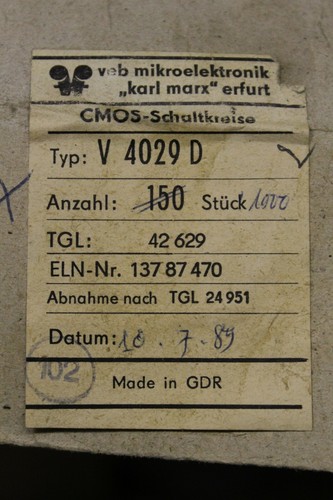 veb mikroelektronik
„karl marx“ erfurt
CMOS-Schaltkreise
Typ: V 4029 D
Anzahl: 150 Stück 1000
TGL: 42 629
ELN-Nr. 137 87 470
Abnahme nach TGL 24 951
Datum: 18 . 7 . 89
102
Made in GDR